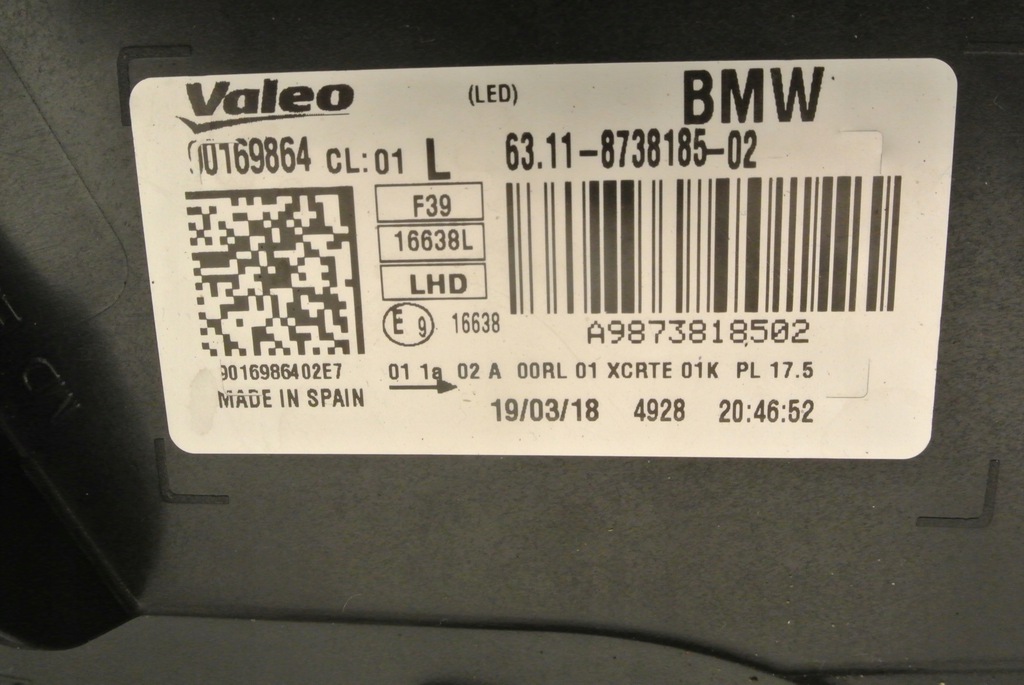 Valeo (LED) BMW
90169864 CL:01 L 63.11-8738185-02
F39
16638L
LHD
E 9 16638
A9873818502
9016986402E7 01 1a 02 A 00RL 01 XCRTE 01K PL 17.5
MADE IN SPAIN 19/03/18 4928 20:46:52